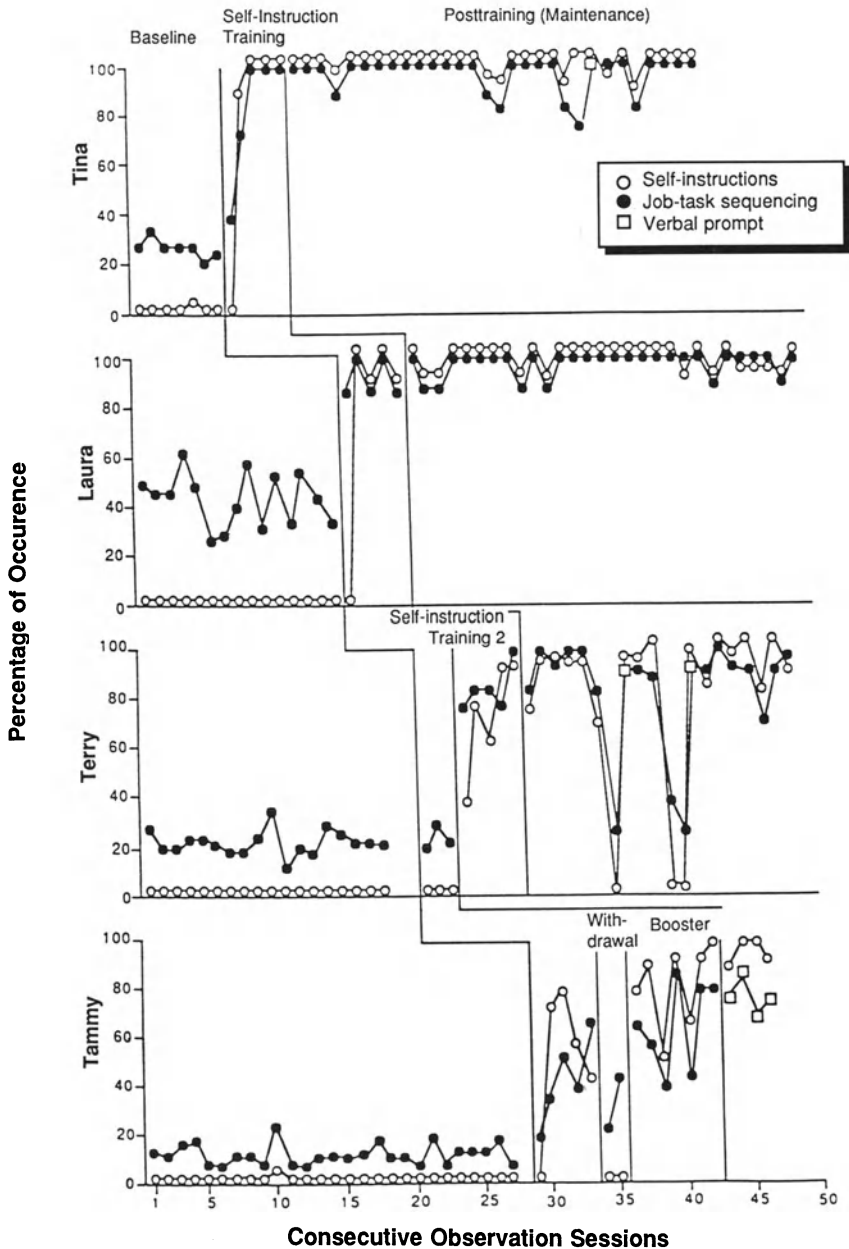 Self-Instruction
Training
Baseline
Posttraining (Maintenance)
100
80
60
40
20
0
Tina
Self-instructions
Job-task sequencing
Verbal prompt
100
80
60
40
20
0
Laura
Percentage of Occurence
Self-instruction
Training 2
100
80
60
40
20
0
Terry
With-
drawal
Booster
100
80
60
40
20
0
Tammy
1 5 10 15 20 25 30 35 40 45 50
Consecutive Observation Sessions